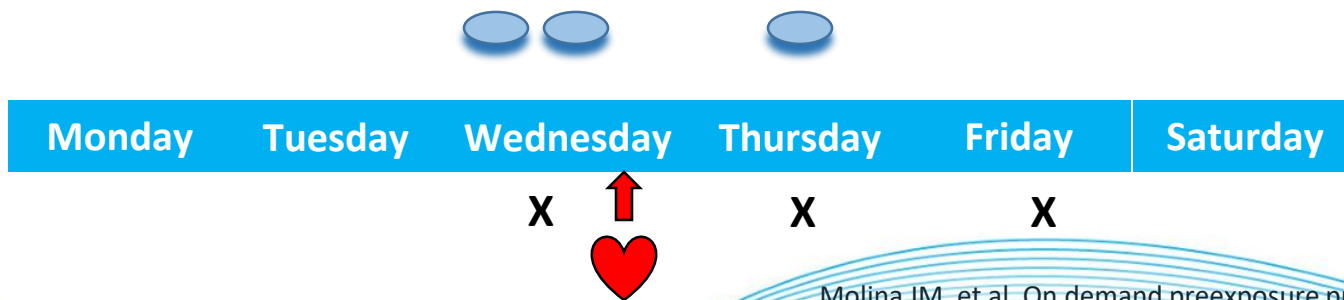 Monday Tuesday Wednesday Thursday Friday Saturday
X X X
Molina JM, et al. On demand preexposure